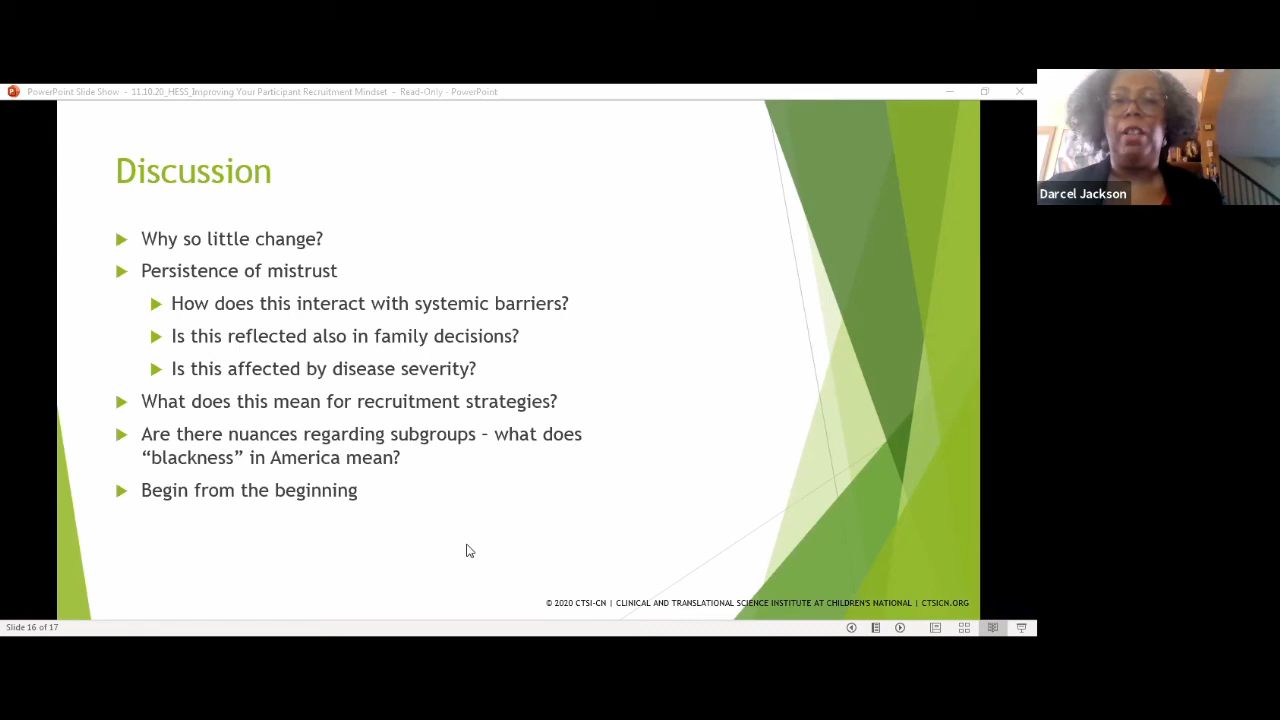 PowerPoint Slide Show - 11.10.20_HESS_Improving Your Participant Recruitment Mindset - Read-Only - PowerPoint
Darcel Jackson
Discussion
Why so little change?
Persistence of mistrust
How does this interact with systemic barriers?
Is this reflected also in family decisions?
Is this affected by disease severity?
What does this mean for recruitment strategies?
Are there nuances regarding subgroups – what does
“blackness” in America mean?
Begin from the beginning
© 2020 CTSI-CN | CLINICAL AND TRANSLATIONAL SCIENCE INSTITUTE AT CHILDREN'S NATIONAL | CTSICN.ORG
Slide 16 of 17